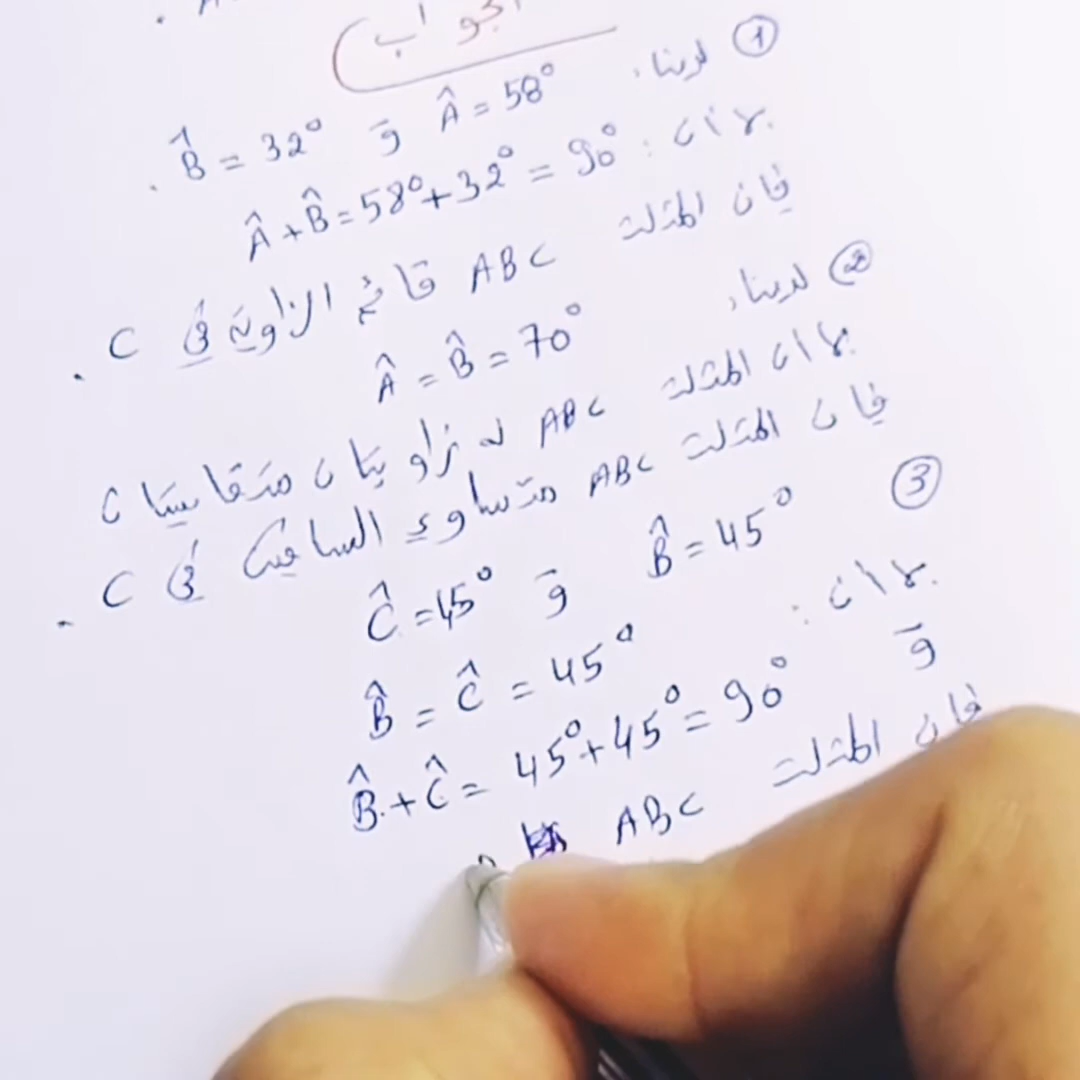 الجواب
① لدينا :
Â = 58° و B̂ = 32° .
بما أن : Â + B̂ = 58° + 32° = 90°
فإن المثلث ABC قائم الزاوية في C .
② لدينا :
Â = B̂ = 70°
بما أن المثلث ABC له زاويتان متقايستان
فإن المثلث ABC متساوي الساقين في C .
③ B̂ = 45° و Ĉ = 45°
بما أن : B̂ = Ĉ = 45°
و B̂ + Ĉ = 45° + 45° = 90°
فإن المثلث ABC